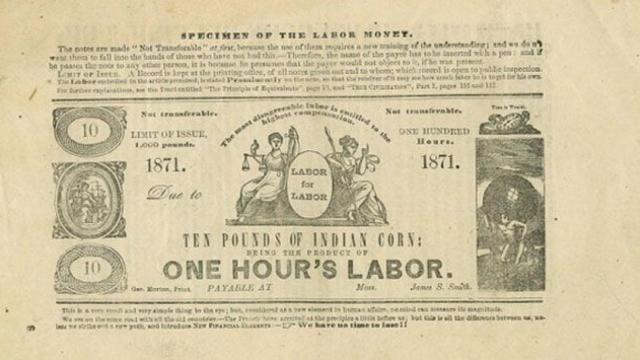 SPECIMEN OF THE LABOR MONEY.
The notes are made "Not Transferable" at first, because the use of them requires a new training of the understanding; and we do n't
want them to fall into the hands of those who have not had this.—Therefore, the name of the payee has to be inserted with a pen: and if
he passes the note to any other person, it is because he presumes that the payer would not object to it, if he was present.
LIMIT OF ISSUE. A Record is kept at the printing office, of all notes given out and to whom; which record is open to public inspection.
The Labor embodied in the article promised, is stated on the note, so that the receiver of it may see how much labor he is to get for his own.
For further explanations, see the tract entitled "The Principle of Equivalents" page and "TRUE CIVILIZATION", Part I, pages and
Not transferable.
The most disagreeable labor is entitled to the
highest compensation.
Not transferable.
Time is Wealth.
10
LIMIT OF ISSUE,
1,000 pounds.
ONE HUNDRED
Hours.
1871.
1871.
LABOR
for
LABOR
Due to
TEN POUNDS OF INDIAN CORN:
BEING THE PRODUCT OF
10
ONE HOUR'S LABOR.
Geo. Morton, Print. PAYABLE AT Mass. James S. Smith.
This is a very small and very simple thing to the eye; but, considered as a new element in human affairs, no mind can measure its magnitude.
We are on the same road with all the old countries:—The French have arrived at the precipice a little before us; but this is all the difference between us, un-
less we strike out a new path, and introduce NEW FINANCIAL ELEMENTS:—☞ We have no time to lose!!